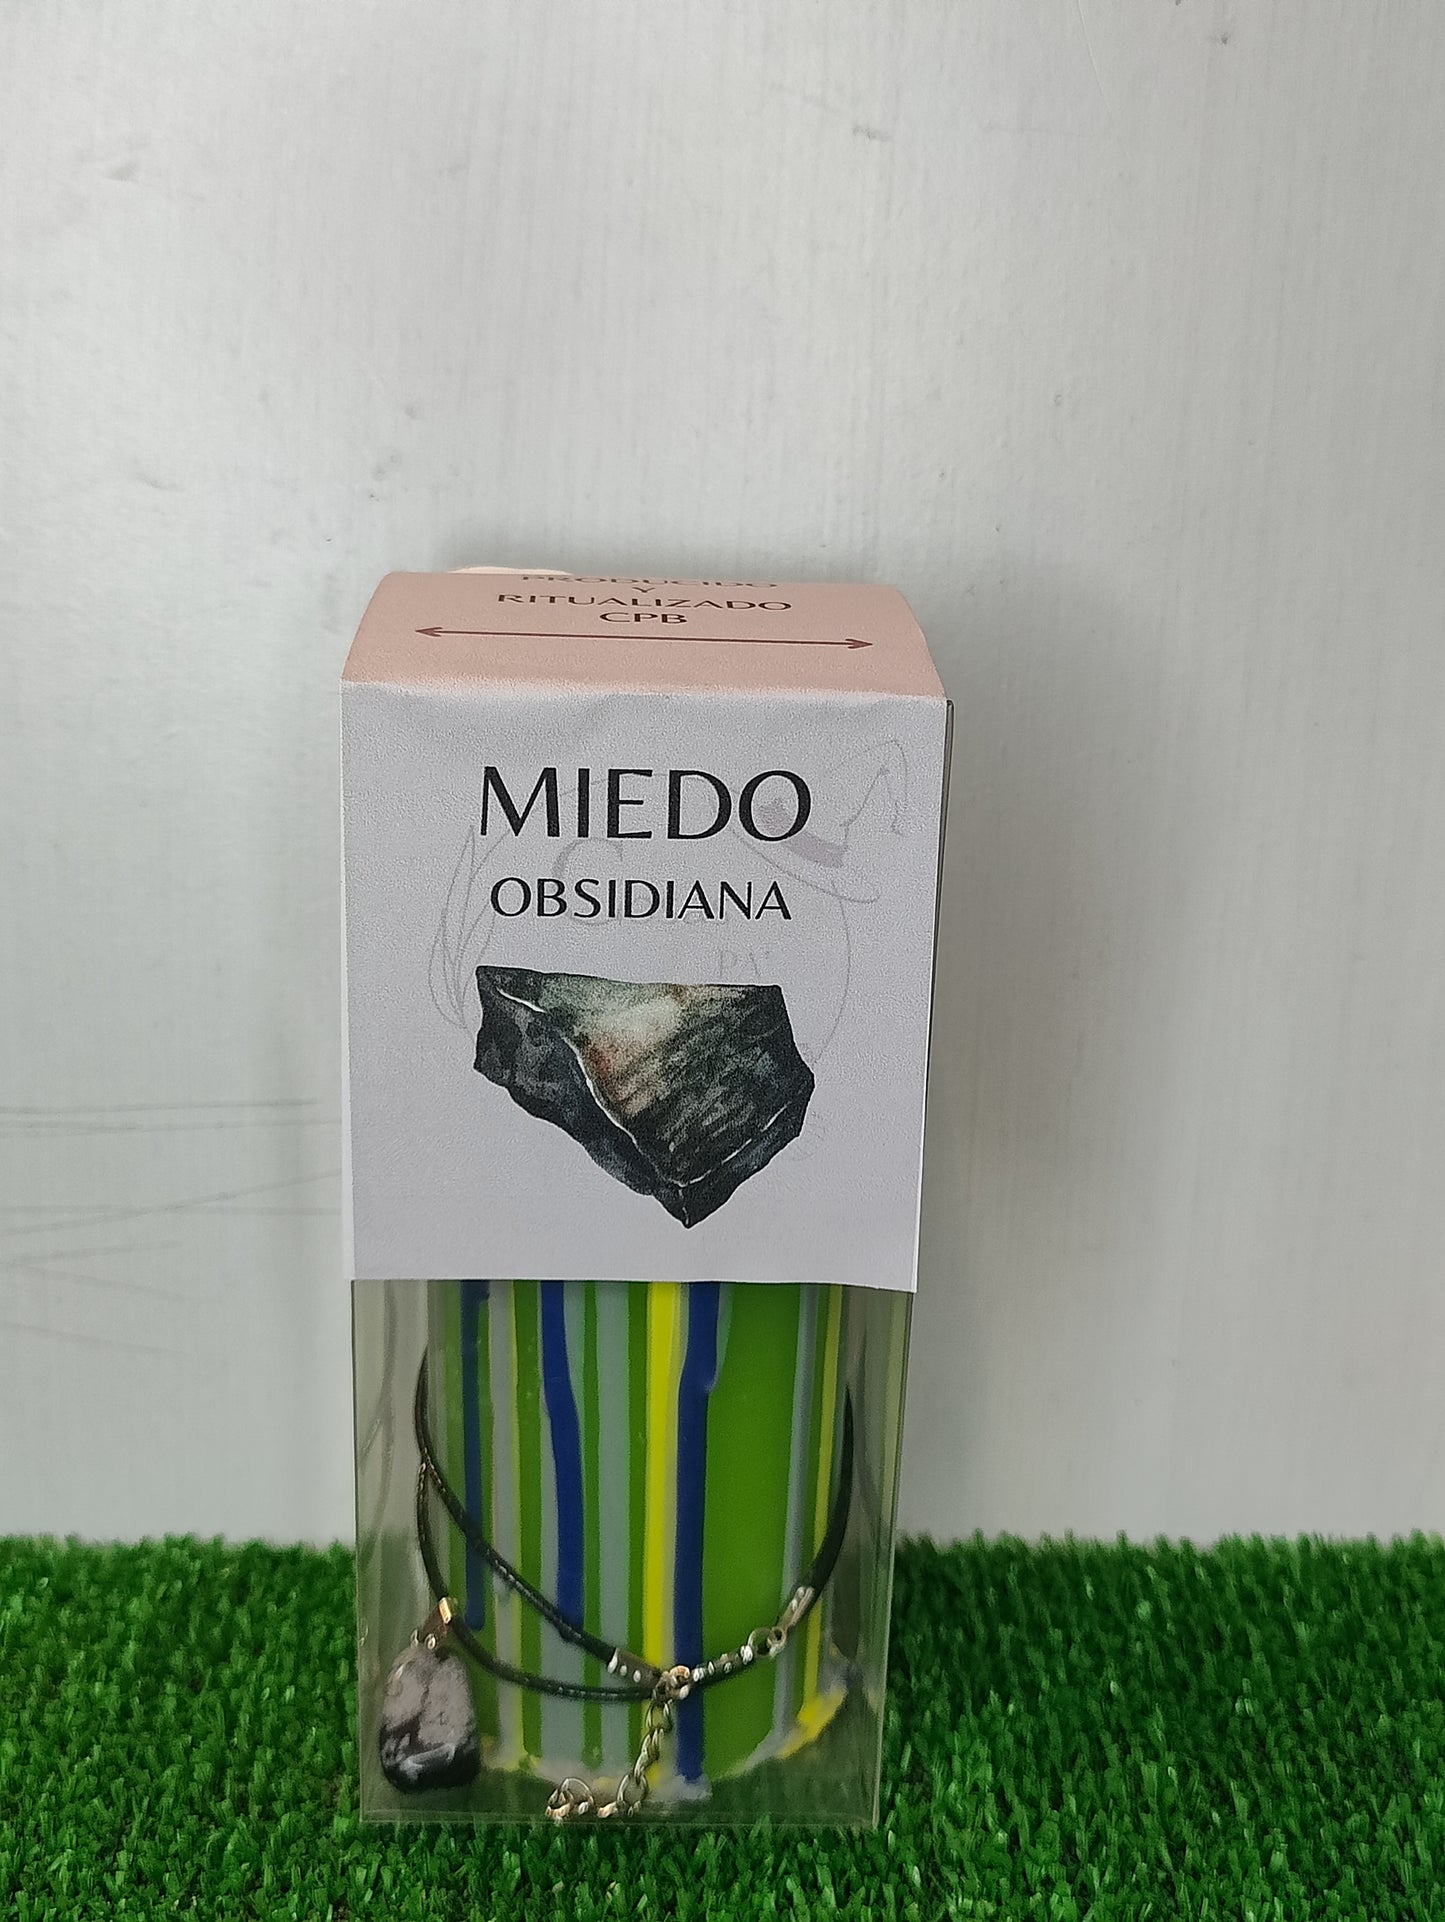 PRODUCIDO
Y
RITUALIZADO
CPB
MIEDO
OBSIDIANA